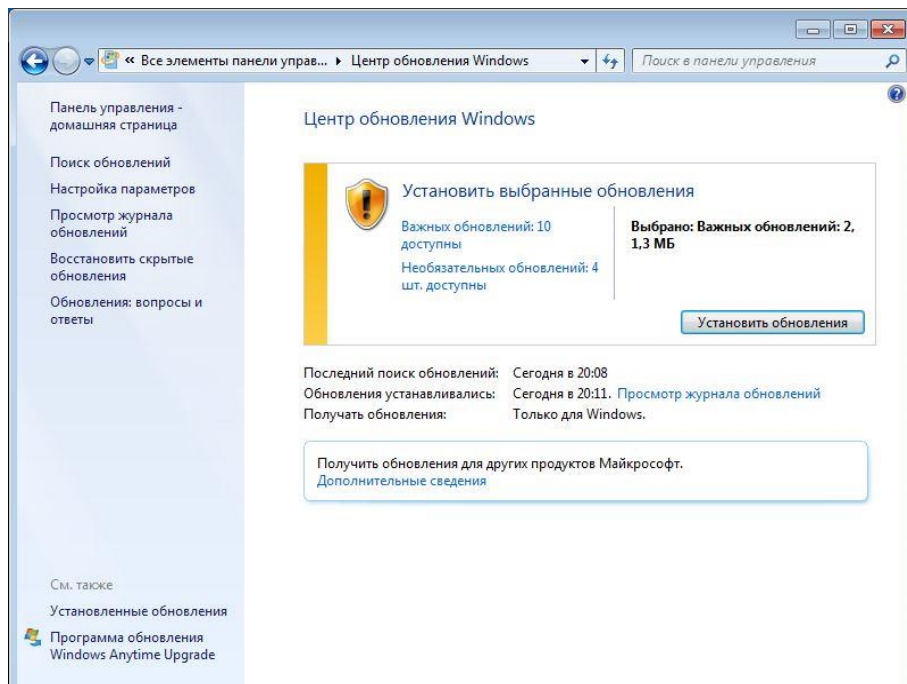 « Все элементы панели управ... ▸ Центр обновления Windows
Поиск в панели управления
Панель управления -
домашняя страница
Поиск обновлений
Настройка параметров
Просмотр журнала
обновлений
Восстановить скрытые
обновления
Обновления: вопросы и
ответы
См. также
Установленные обновления
Программа обновления
Windows Anytime Upgrade
Центр обновления Windows
Установить выбранные обновления
Важных обновлений: 10
доступны
Необязательных обновлений: 4
шт. доступны
Выбрано: Важных обновлений: 2,
1,3 МБ
Установить обновления
Последний поиск обновлений: Сегодня в 20:08
Обновления устанавливались: Сегодня в 20:11. Просмотр журнала обновлений
Получать обновления: Только для Windows.
Получить обновления для других продуктов Майкрософт.
Дополнительные сведения